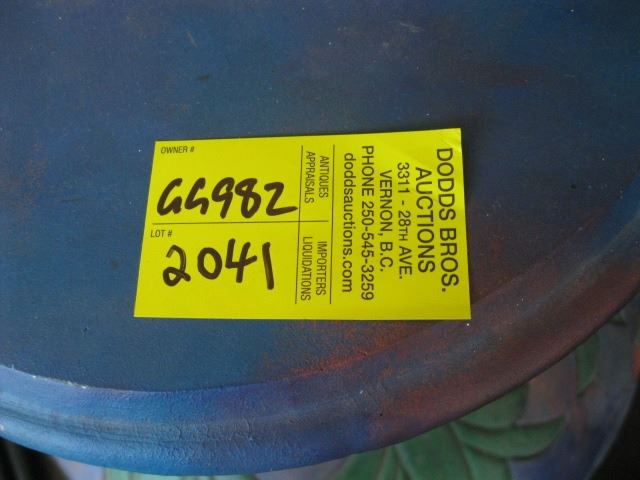 OWNER #
GG982
LOT #
2041
ANTIQUES
APPRAISALS
IMPORTERS
LIQUIDATIONS
DODDS BROS.
AUCTIONS
3311 - 28TH AVE.
VERNON, B.C.
PHONE 250-545-3259
doddsauctions.com